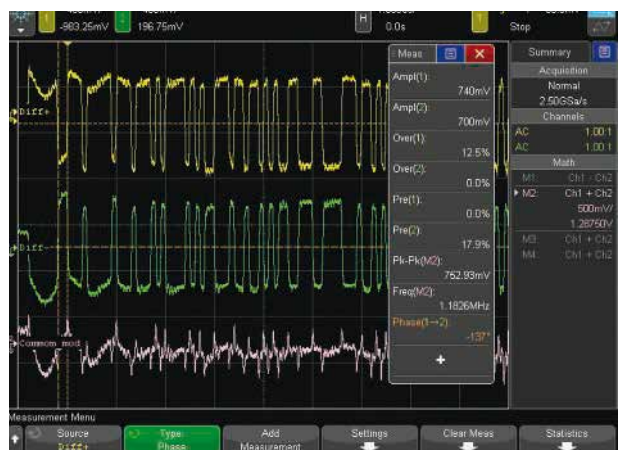 -983.25mV
196.75mV
H
0.0s
Stop
Meas
Ampl(1):
740mV
Ampl(2):
700mV
Over(1):
12.5%
Over(2):
0.0%
Pre(1):
0.0%
Pre(2):
17.9%
Pk-Pk(M2):
752.93mV
Freq(M2):
1.1826MHz
Phase(1→2):
-137°
+
Summary
Acquisition
Normal
2.50GSa/s
Channels
AC 1.00:1
AC 1.00:1
Math
M1: Ch1 - Ch2
M2: Ch1 + Ch2
500mV/
1.28750V
M3: Ch1 + Ch2
M4: Ch1 + Ch2
Diff+
Diff-
Commom mod
Measurement Menu
Source
Diff+
Type:
Phase
Add
Measurement
Settings
Clear Meas
Statistics